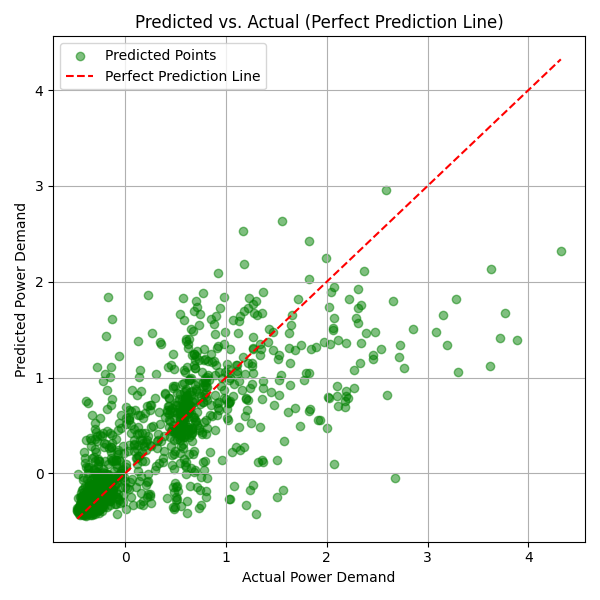 Predicted vs. Actual (Perfect Prediction Line)
Predicted Points
Perfect Prediction Line
4
3
2
1
0
Predicted Power Demand
0 1 2 3 4
Actual Power Demand